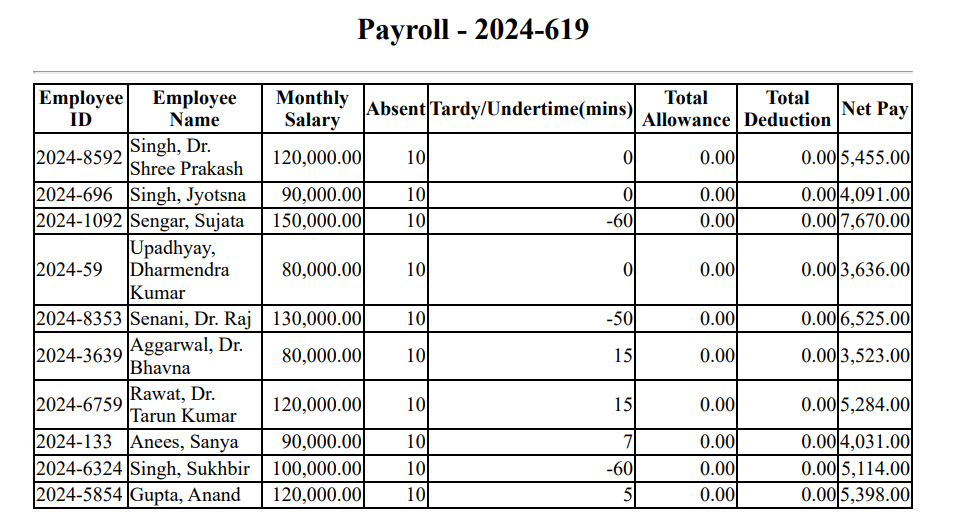 Payroll - 2024-619
Employee ID Employee Name Monthly Salary Absent Tardy/Undertime(mins) Total Allowance Total Deduction Net Pay
2024-8592 Singh, Dr. Shree Prakash 120,000.00 10 0 0.00 0.00 5,455.00
2024-696 Singh, Jyotsna 90,000.00 10 0 0.00 0.00 4,091.00
2024-1092 Sengar, Sujata 150,000.00 10 -60 0.00 0.00 7,670.00
2024-59 Upadhyay, Dharmendra Kumar 80,000.00 10 0 0.00 0.00 3,636.00
2024-8353 Senani, Dr. Raj 130,000.00 10 -50 0.00 0.00 6,525.00
2024-3639 Aggarwal, Dr. Bhavna 80,000.00 10 15 0.00 0.00 3,523.00
2024-6759 Rawat, Dr. Tarun Kumar 120,000.00 10 15 0.00 0.00 5,284.00
2024-133 Anees, Sanya 90,000.00 10 7 0.00 0.00 4,031.00
2024-6324 Singh, Sukhbir 100,000.00 10 -60 0.00 0.00 5,114.00
2024-5854 Gupta, Anand 120,000.00 10 5 0.00 0.00 5,398.00